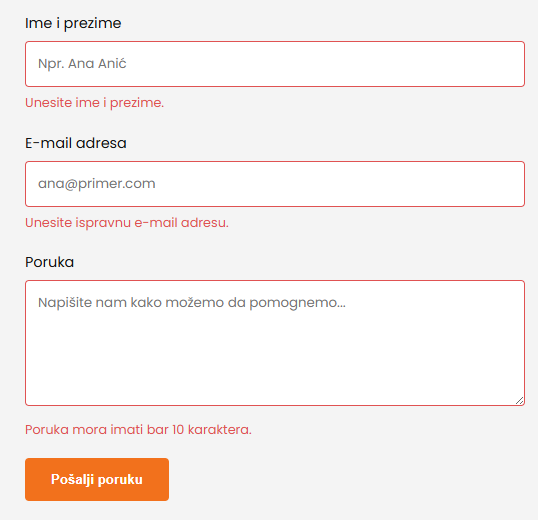 Ime i prezime
Npr. Ana Anić
Unesite ime i prezime.
E-mail adresa
ana@primer.com
Unesite ispravnu e-mail adresu.
Poruka
Napišite nam kako možemo da pomognemo...
Poruka mora imati bar 10 karaktera.
Pošalji poruku